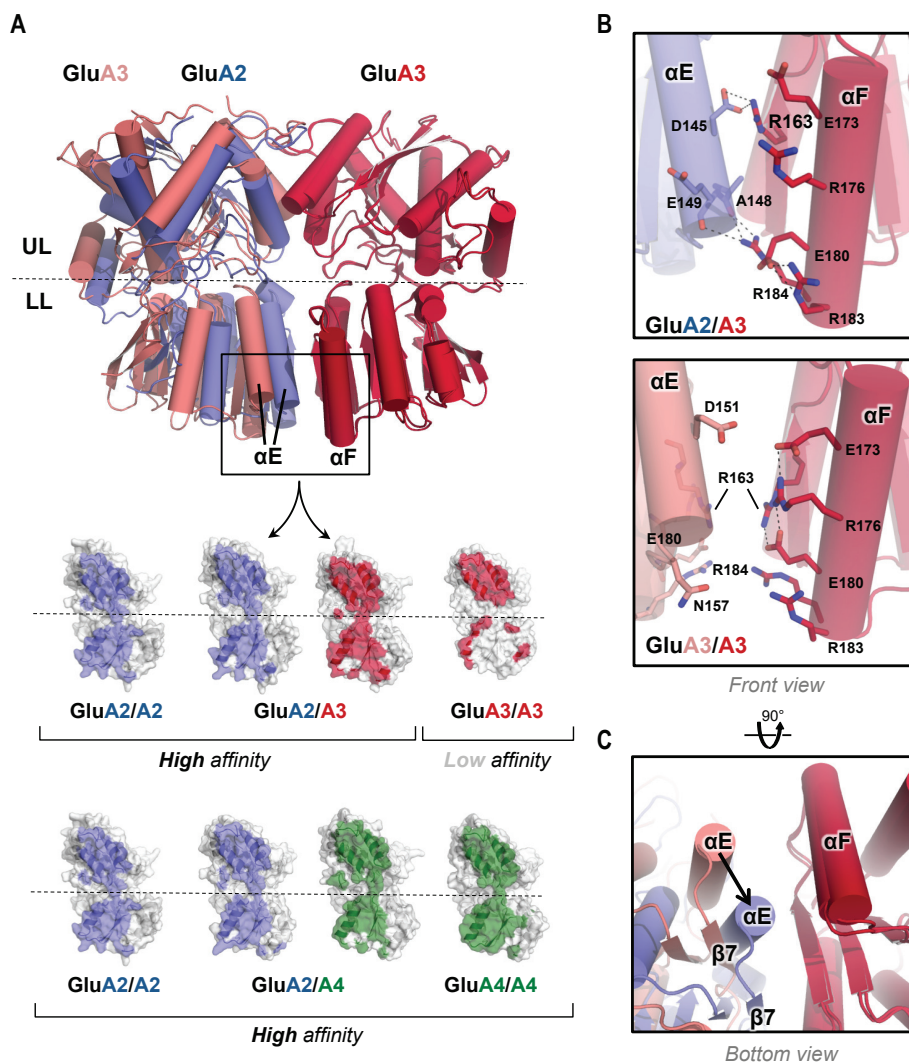 A
GluA3 GluA2 GluA3
UL
LL
αE αF
GluA2/A2 GluA2/A3 GluA3/A3
High affinity Low affinity
GluA2/A2 GluA2/A4 GluA4/A4
High affinity
B
αE αF
D145 R163 E173
R176
E149 A148
E180
R184
R183
GluA2/A3
αE
D151 αF
E173
R163
R176
E180
R184 E180
N157
R183
GluA3/A3
Front view
90°
C
αE αF
αE
β7
β7
Bottom view